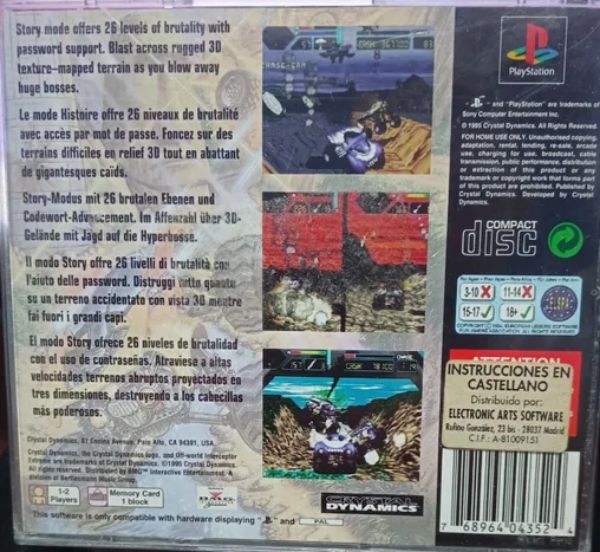 Story mode offers 26 levels of brutality with
password support. Blast across rugged 3D
texture-mapped terrain as you blow away
huge bosses.
Le mode Histoire offre 26 niveaux de brutalité
avec accès par mot de passe. Foncez sur des
terrains difficiles en relief 3D tout en abattant
de gigantesques caïds.
Story-Modus mit 26 brutalen Ebenen und
Codewort-Advancement. Im Affenzahl über 3D-
Gelände mit Jagd auf die Hyperbosse.
Il modo Story offre 26 livelli di brutalità con
l'aiuto delle password. Distruggi tutto quanto
su un terreno accidentato con vista 3D mentre
fai fuori i grandi capi.
El modo Story ofrece 26 niveles de brutalidad
con el uso de contraseñas. Atraviese a altas
velocidades terrenos abruptos proyectados en
tres dimensiones, destruyendo a los cabecillas
más poderosos.
Crystal Dynamics, 87 Encina Avenue, Palo Alto, CA 94301, USA.
Crystal Dynamics, the Crystal Dynamics logo, and Off-world Interceptor
Extreme are trademarks of Crystal Dynamics. ©1995 Crystal Dynamics.
All rights reserved. Distributed by BMG™ Interactive Entertainment, A
division of Bertelsmann Music Group.
1-2
Players
Memory Card
1 block
BMG
This software is only compatible with hardware displaying " " and PAL
CHASE-CAM
CRYSTAL
DYNAMICS
PlayStation
" " and "PlayStation" are trademarks of
Sony Computer Entertainment Inc.
© 1995 Crystal Dynamics. All Rights Reserved.
FOR HOME USE ONLY. Unauthorised copying,
adaptation, rental, lending, re-sale, arcade
use, charging for use, broadcast, cable
transmission, public performance, distribution
or extraction of this product or any
trademark or copyright work that forms part
of this product are prohibited. Published by
Crystal Dynamics. Developed by Crystal
Dynamics.
COMPACT
disc
3-10 11-14
15-17 18+
ELSPA
ATTENTION
INSTRUCCIONES EN
CASTELLANO
Distribuido por:
ELECTRONIC ARTS SOFTWARE
Rufino González, 23 bis - 28037 Madrid
C.I.F.: A-81009151
7 68964 04352 4